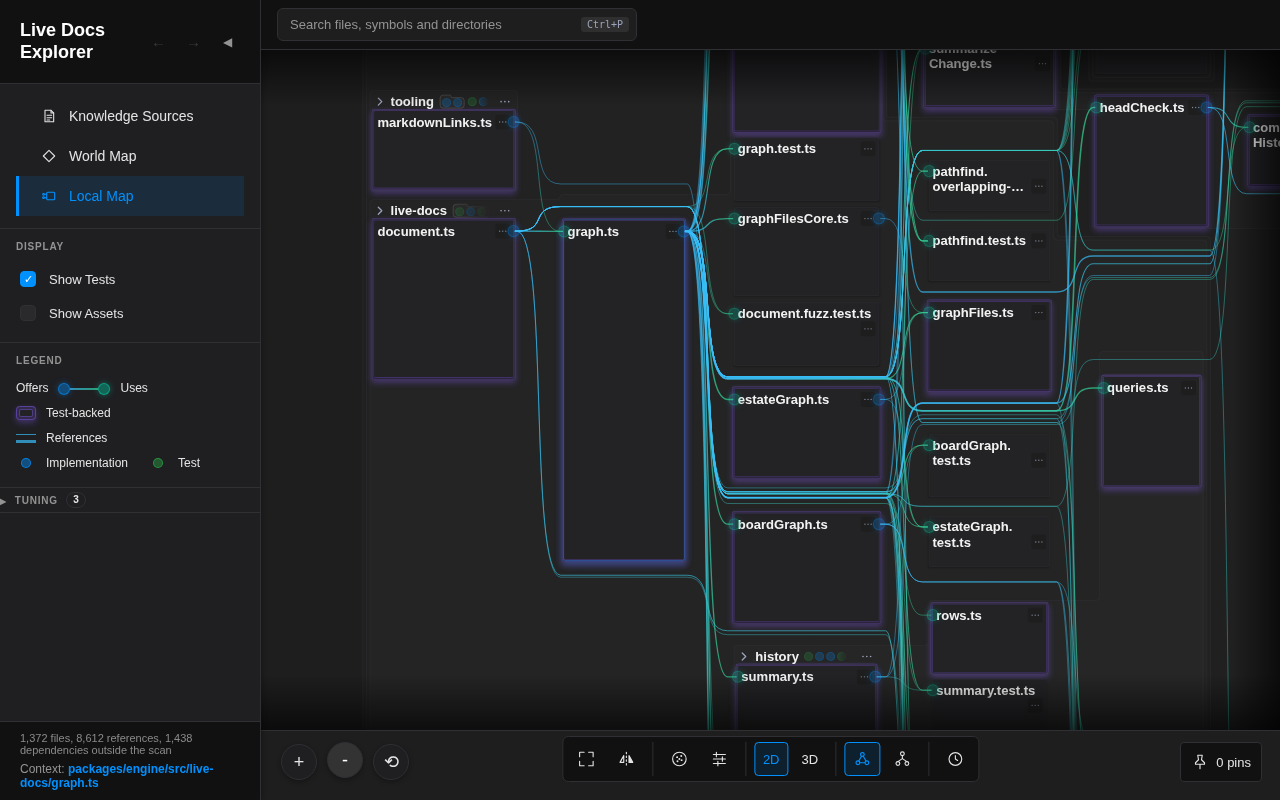 Live Docs
Explorer
Search files, symbols and directories
Ctrl+P
Knowledge Sources
World Map
Local Map
DISPLAY
Show Tests
Show Assets
LEGEND
Offers
Uses
Test-backed
References
Implementation
Test
TUNING 3
1,372 files, 8,612 references, 1,438
dependencies outside the scan
Context: packages/engine/src/live-
docs/graph.ts
tooling
markdownLinks.ts
live-docs
document.ts
graph.ts
graph.test.ts
graphFilesCore.ts
document.fuzz.test.ts
estateGraph.ts
boardGraph.ts
history
summary.ts
summarize
Change.ts
pathfind.
overlapping-…
pathfind.test.ts
graphFiles.ts
boardGraph.
test.ts
estateGraph.
test.ts
rows.ts
summary.test.ts
headCheck.ts
queries.ts
2D
3D
0 pins